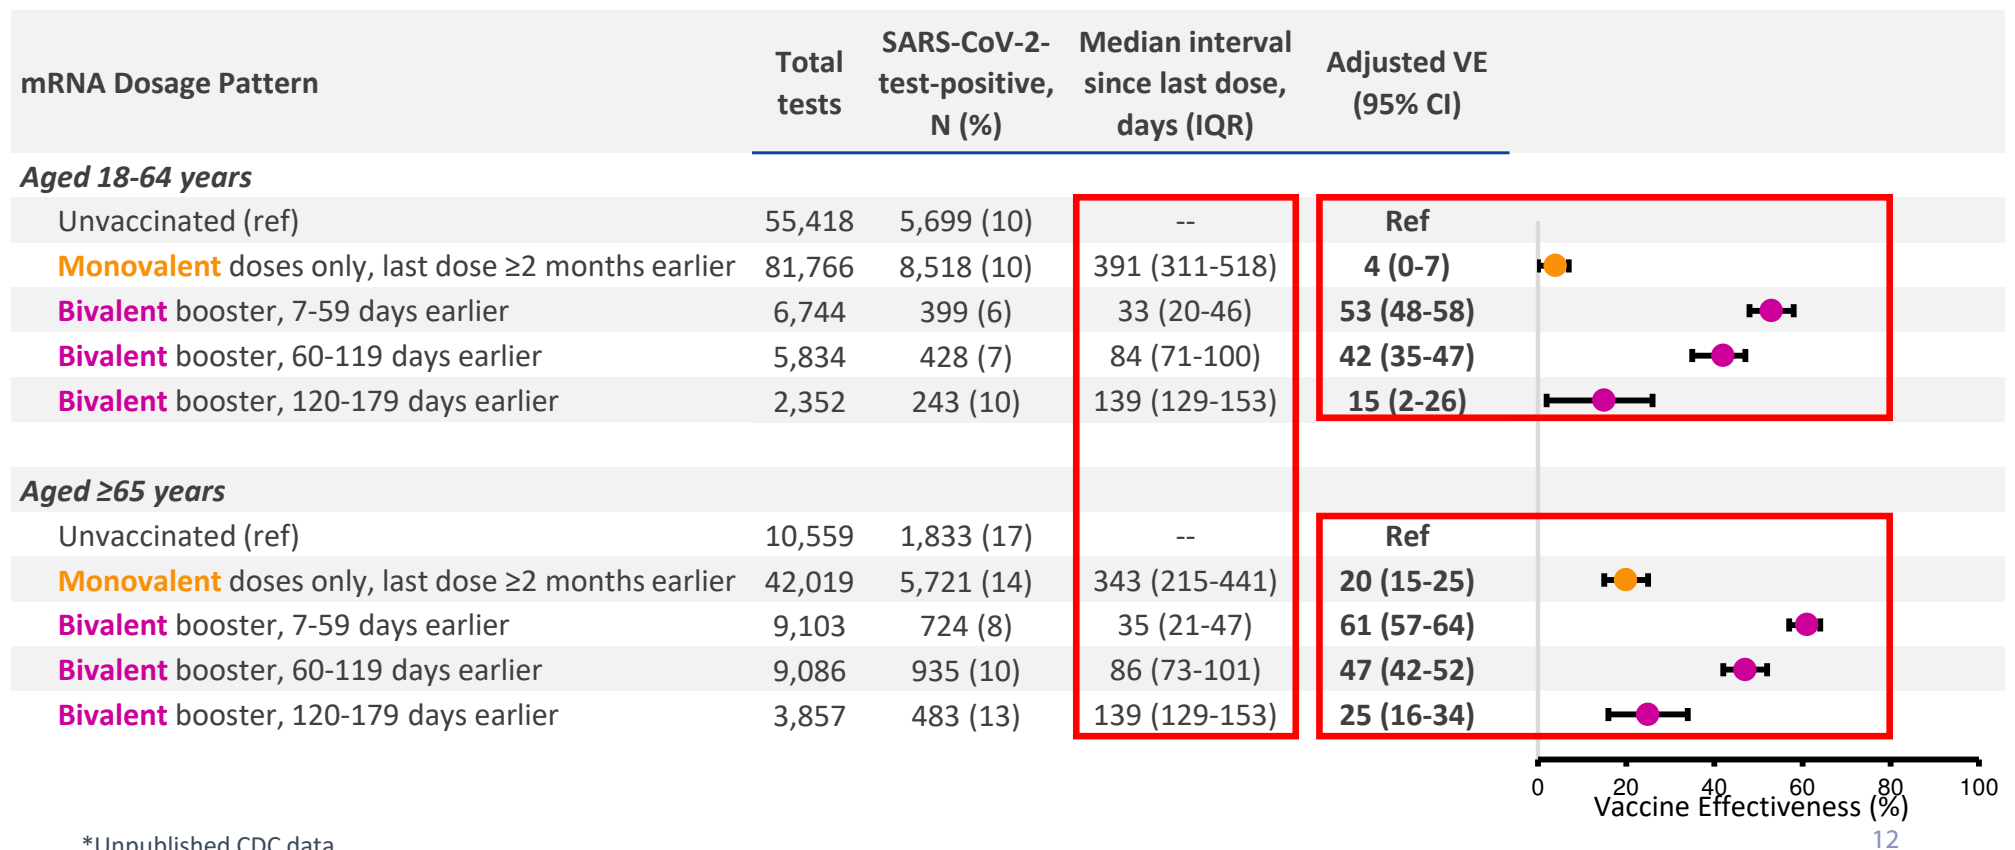 mRNA Dosage Pattern Total tests SARS-CoV-2-test-positive, N (%) Median interval since last dose, days (IQR) Adjusted VE (95% CI)
Aged 18-64 years
Unvaccinated (ref) 55,418 5,699 (10) -- Ref
Monovalent doses only, last dose ≥2 months earlier 81,766 8,518 (10) 391 (311-518) 4 (0-7)
Bivalent booster, 7-59 days earlier 6,744 399 (6) 33 (20-46) 53 (48-58)
Bivalent booster, 60-119 days earlier 5,834 428 (7) 84 (71-100) 42 (35-47)
Bivalent booster, 120-179 days earlier 2,352 243 (10) 139 (129-153) 15 (2-26)
Aged ≥65 years
Unvaccinated (ref) 10,559 1,833 (17) -- Ref
Monovalent doses only, last dose ≥2 months earlier 42,019 5,721 (14) 343 (215-441) 20 (15-25)
Bivalent booster, 7-59 days earlier 9,103 724 (8) 35 (21-47) 61 (57-64)
Bivalent booster, 60-119 days earlier 9,086 935 (10) 86 (73-101) 47 (42-52)
Bivalent booster, 120-179 days earlier 3,857 483 (13) 139 (129-153) 25 (16-34)
0 20 40 60 80 100
Vaccine Effectiveness (%)
*Unpublished CDC data
12